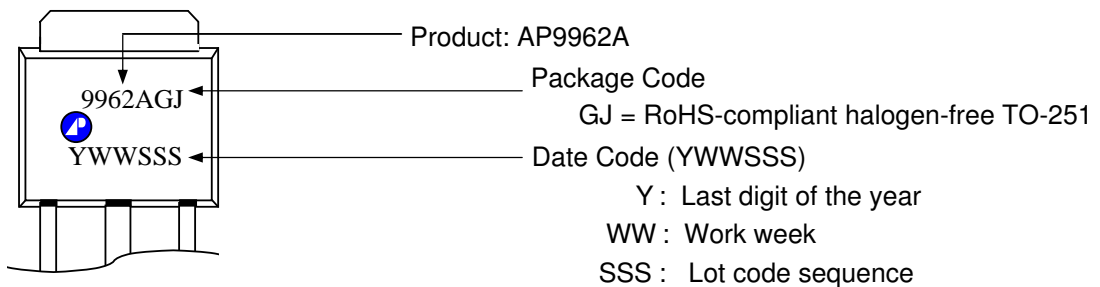 Product: AP9962A
Package Code
9962AGJ
GJ = RoHS-compliant halogen-free TO-251
AP
YWWSSS
Date Code (YWWSSS)
Y : Last digit of the year
WW : Work week
SSS : Lot code sequence